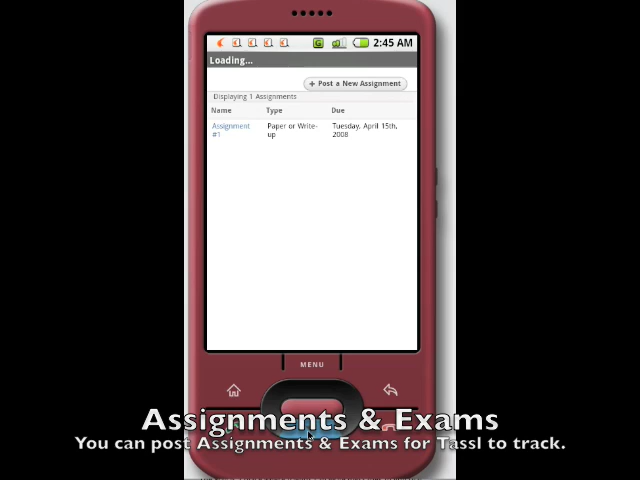 2:45 AM
Loading...
+ Post a New Assignment
Displaying 1 Assignments
Name Type Due
Assignment Paper or Write- Tuesday, April 15th,
#1 up 2008
MENU
Assignments & Exams
You can post Assignments & Exams for Tassl to track.